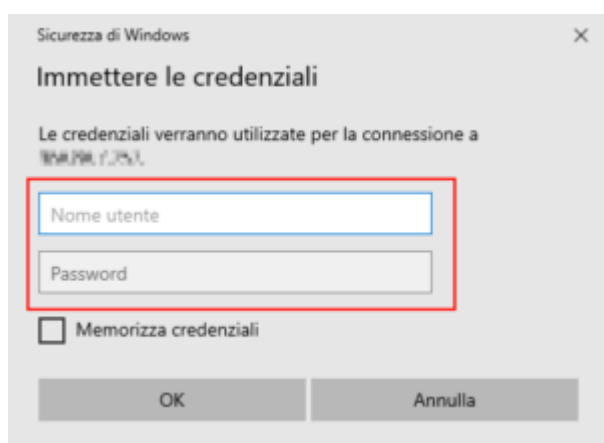 Sicurezza di Windows
Immettere le credenziali
Le credenziali verranno utilizzate per la connessione a
Nome utente
Password
Memorizza credenziali
OK
Annulla